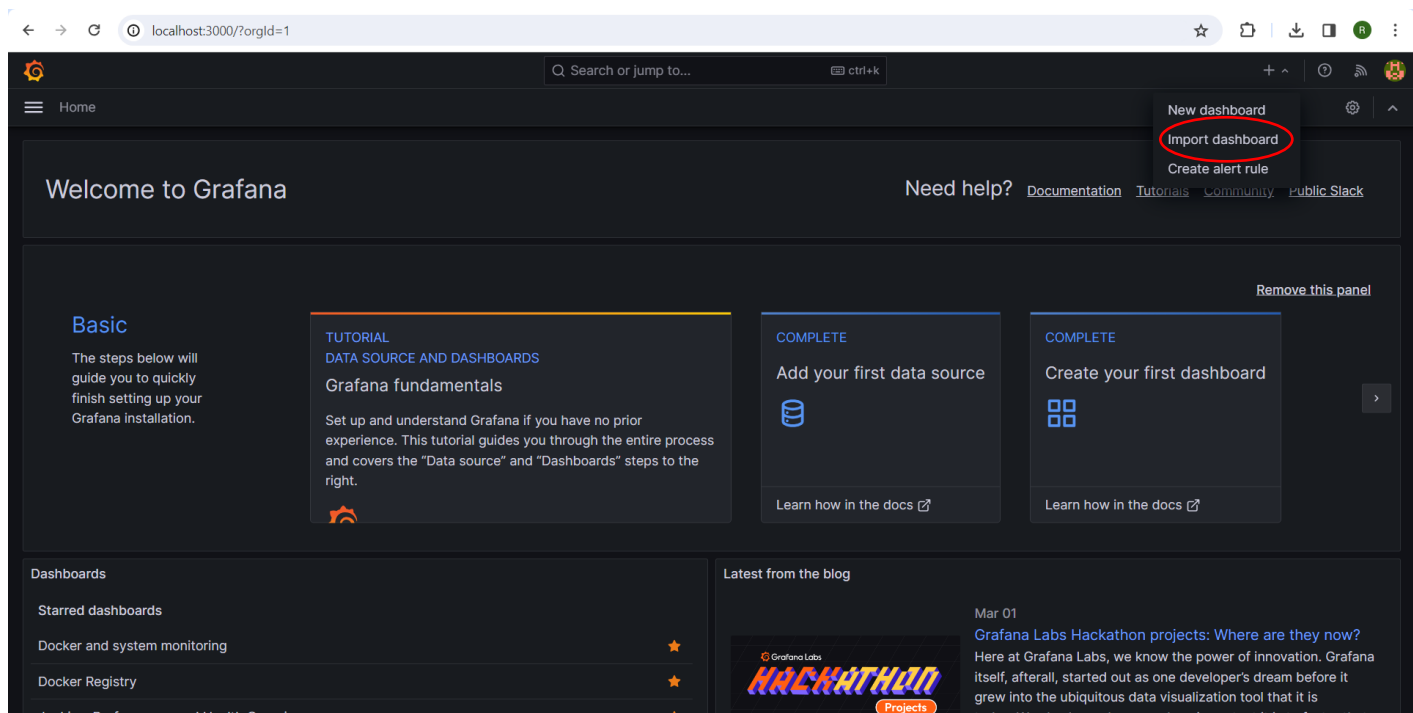 localhost:3000/?orgId=1
R
Search or jump to...
ctrl+k
Home
New dashboard
Import dashboard
Create alert rule
Welcome to Grafana
Need help?
Documentation
Tutorials
Community
Public Slack
Remove this panel
Basic
The steps below will
guide you to quickly
finish setting up your
Grafana installation.
TUTORIAL
DATA SOURCE AND DASHBOARDS
Grafana fundamentals
Set up and understand Grafana if you have no prior
experience. This tutorial guides you through the entire process
and covers the “Data source” and “Dashboards” steps to the
right.
COMPLETE
Add your first data source
Learn how in the docs
COMPLETE
Create your first dashboard
Learn how in the docs
Dashboards
Starred dashboards
Docker and system monitoring
Docker Registry
Latest from the blog
Grafana Labs
HACKATHON
Projects
Mar 01
Grafana Labs Hackathon projects: Where are they now?
Here at Grafana Labs, we know the power of innovation. Grafana
itself, afterall, started out as one developer's dream before it
grew into the ubiquitous data visualization tool that it is